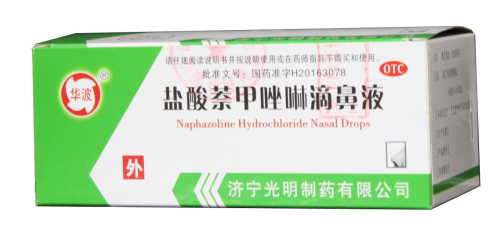 请仔细阅读说明书并按说明使用或在药师指导下购买和使用。
批准文号：国药准字H20163078
OTC
华波®
盐酸萘甲唑啉滴鼻液
Naphazoline Hydrochloride Nasal Drops
外
济宁光明制药有限公司